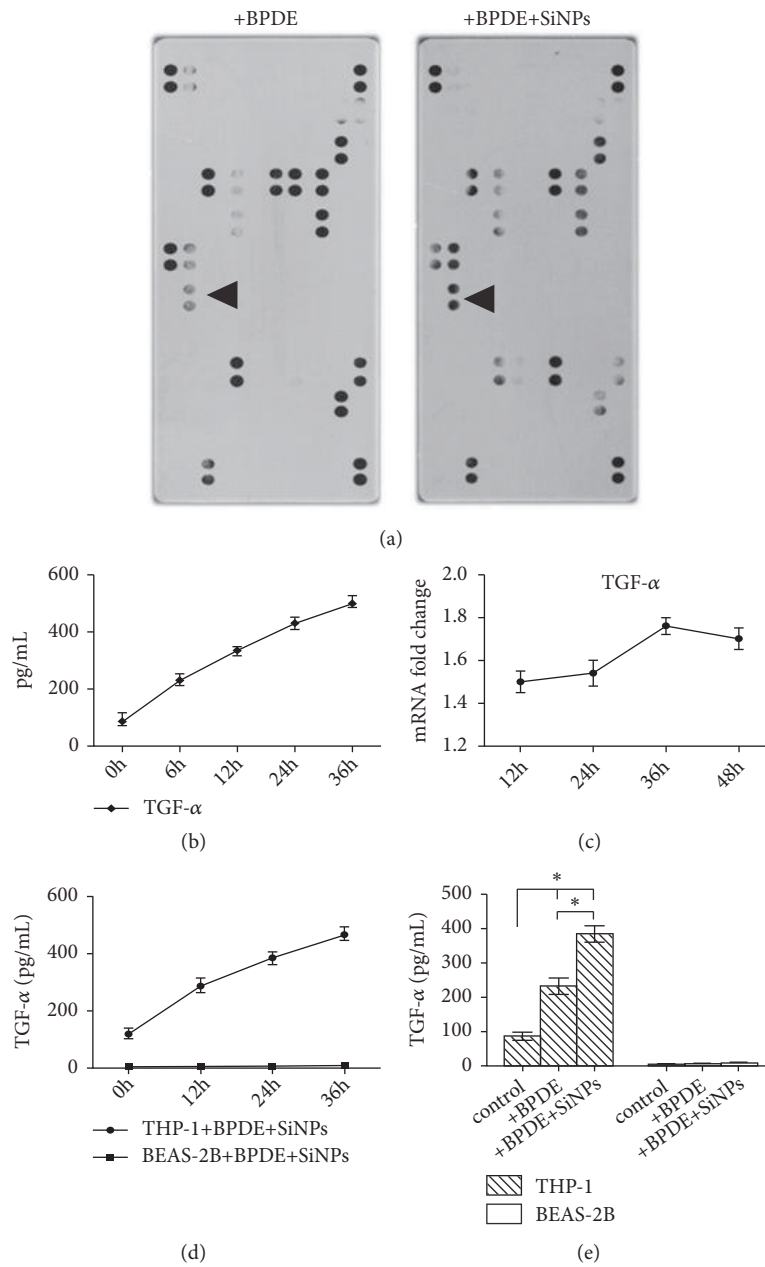 +BPDE
+BPDE+SiNPs
(a)
600
400
200
0
pg/mL
0h
6h
12h
24h
36h
TGF-α
(b)
2.0
1.8
1.6
1.4
1.2
mRNA fold change
TGF-α
12h
24h
36h
48h
(c)
600
400
200
0
TGF-α (pg/mL)
0h
12h
24h
36h
THP-1+BPDE+SiNPs
BEAS-2B+BPDE+SiNPs
(d)
500
400
300
200
100
0
TGF-α (pg/mL)
*
*
control
+BPDE
+BPDE+SiNPs
control
+BPDE
+BPDE+SiNPs
THP-1
BEAS-2B
(e)